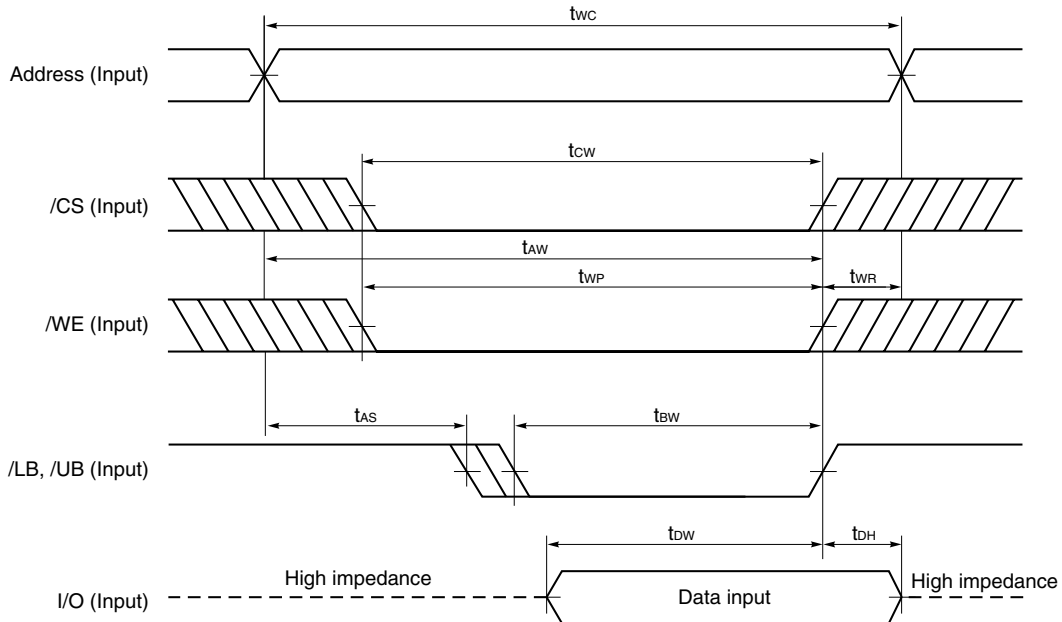 tWC
Address (Input)
tCW
/CS (Input)
tAW
tWP
tWR
/WE (Input)
tAS
tBW
/LB, /UB (Input)
tDW
tDH
High impedance
High impedance
I/O (Input)
Data input